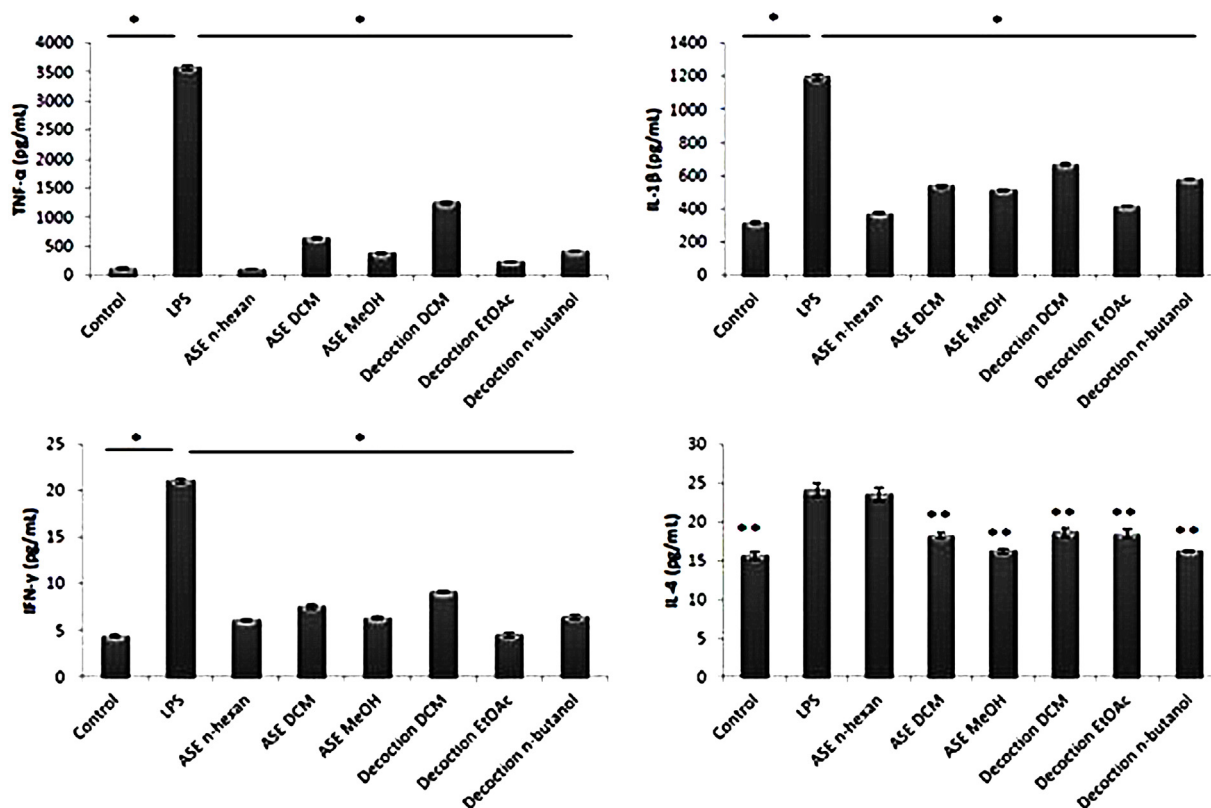 TNF-α (pg/mL)
4000
3500
3000
2500
2000
1500
1000
500
0
Control
LPS
ASE n-hexan
ASE DCM
ASE MeOH
Decoction DCM
Decoction EtOAc
Decoction n-butanol
IL-1β (pg/mL)
1400
1200
1000
800
600
400
200
0
Control
LPS
ASE n-hexan
ASE DCM
ASE MeOH
Decoction DCM
Decoction EtOAc
Decoction n-butanol
IFN-γ (pg/mL)
25
20
15
10
5
0
Control
LPS
ASE n-hexan
ASE DCM
ASE MeOH
Decoction DCM
Decoction EtOAc
Decoction n-butanol
IL-4 (pg/mL)
30
25
20
15
10
5
0
Control
LPS
ASE n-hexan
ASE DCM
ASE MeOH
Decoction DCM
Decoction EtOAc
Decoction n-butanol